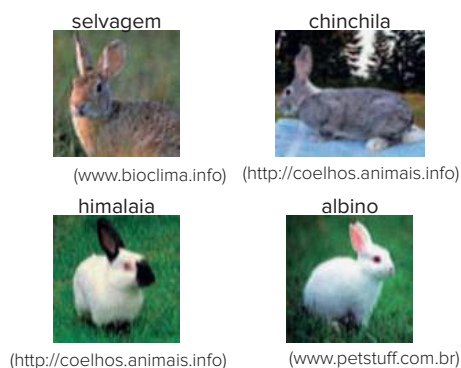 selvagem
chinchila
(www.bioclima.info)
(http://coelhos.animais.info)
himalaia
albino
(http://coelhos.animais.info)
(www.petstuff.com.br)